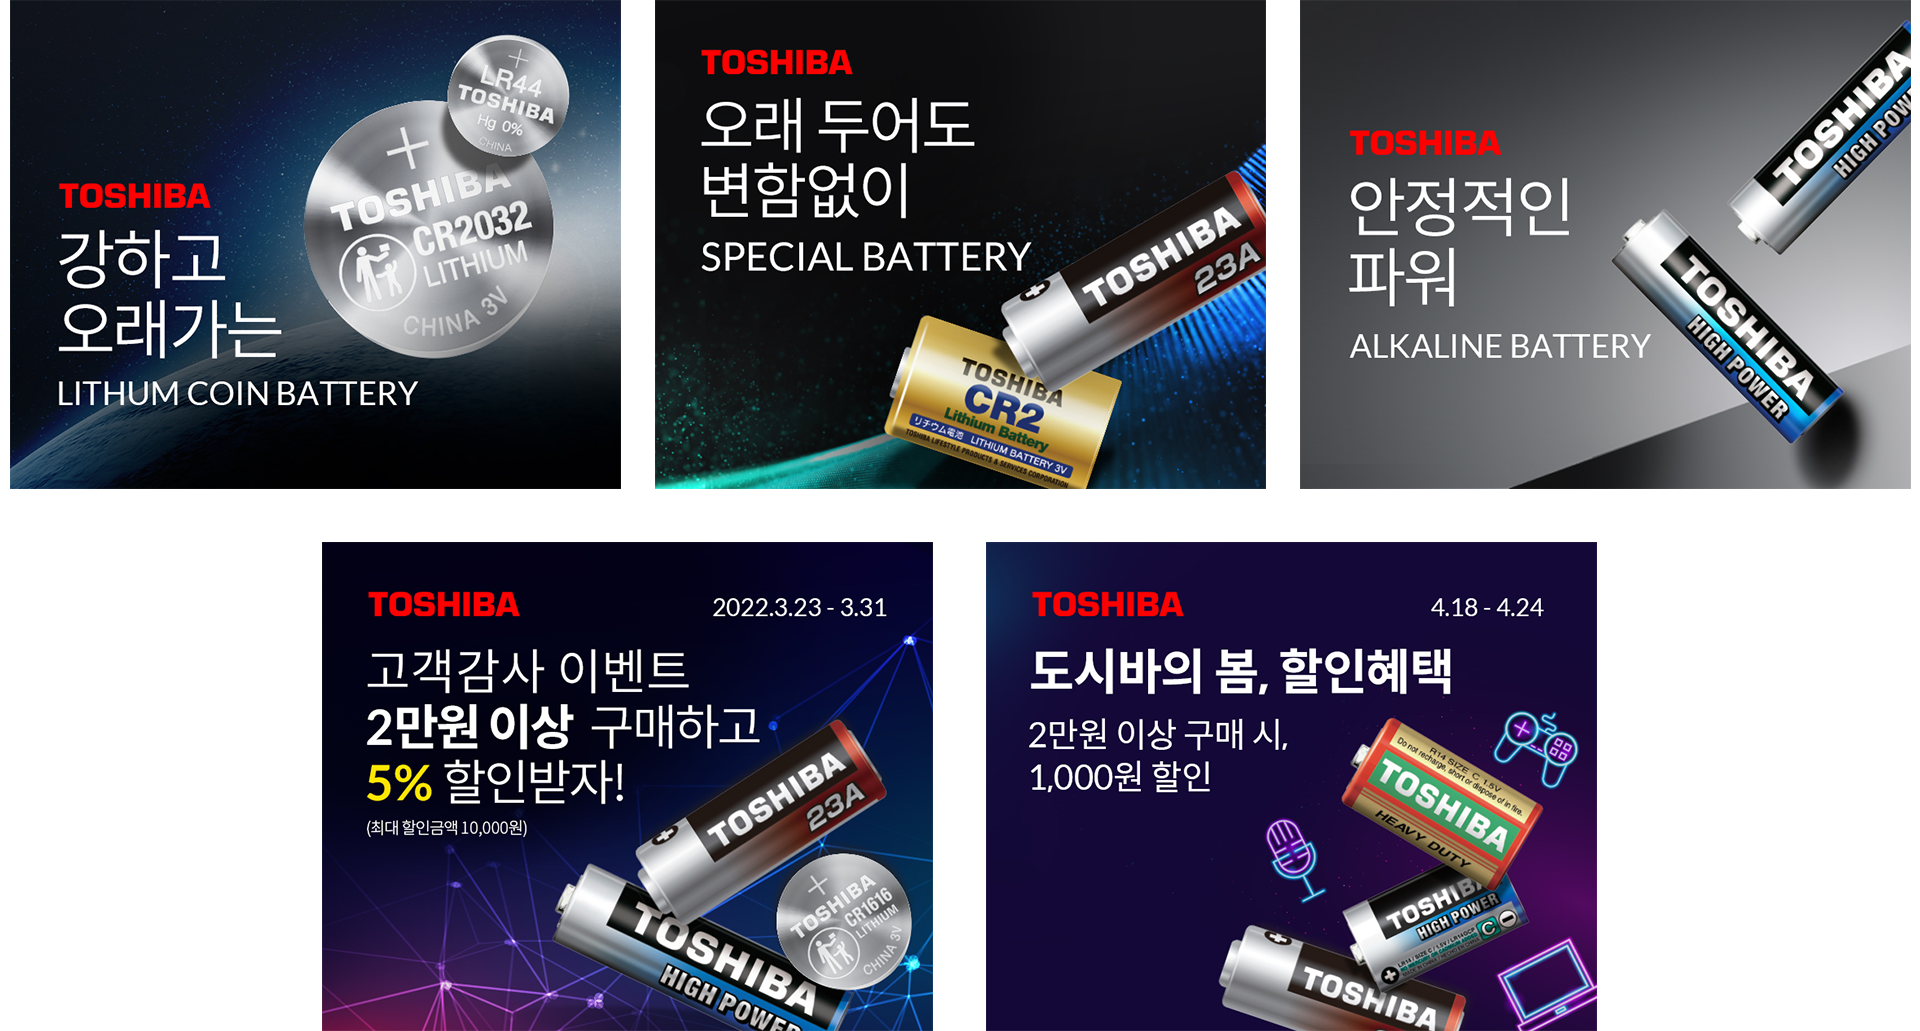 TOSHIBA
강하고
오래가는
LITHUM COIN BATTERY
LR44
TOSHIBA
Hg 0%
CHINA
TOSHIBA
CR2032
LITHIUM
CHINA 3V
TOSHIBA
오래 두어도
변함없이
SPECIAL BATTERY
TOSHIBA
23A
TOSHIBA
CR2
Lithium Battery
リチウム電池 LITHIUM BATTERY 3V
TOSHIBA LIFESTYLE PRODUCTS & SERVICES CORPORATION
TOSHIBA
안정적인
파워
ALKALINE BATTERY
TOSHIBA
HIGH POW
TOSHIBA
HIGH POWER
TOSHIBA
2022.3.23 - 3.31
고객감사 이벤트
2만원 이상 구매하고
5% 할인받자!
(최대 할인금액 10,000원)
TOSHIBA
23A
TOSHIBA
CR1616
LITHIUM
CHINA 3V
TOSHIBA
HIGH POWER
TOSHIBA
4.18 - 4.24
도시바의 봄, 할인혜택
2만원 이상 구매 시,
1,000원 할인
R14 SIZE C, 1.5V
Do not recharge, short or dispose of in fire.
TOSHIBA
HEAVY DUTY
TOSHIBA
HIGH POWER
C
LR14 / SIZE C / 1.5V / LR14GCP
TOSHIBA